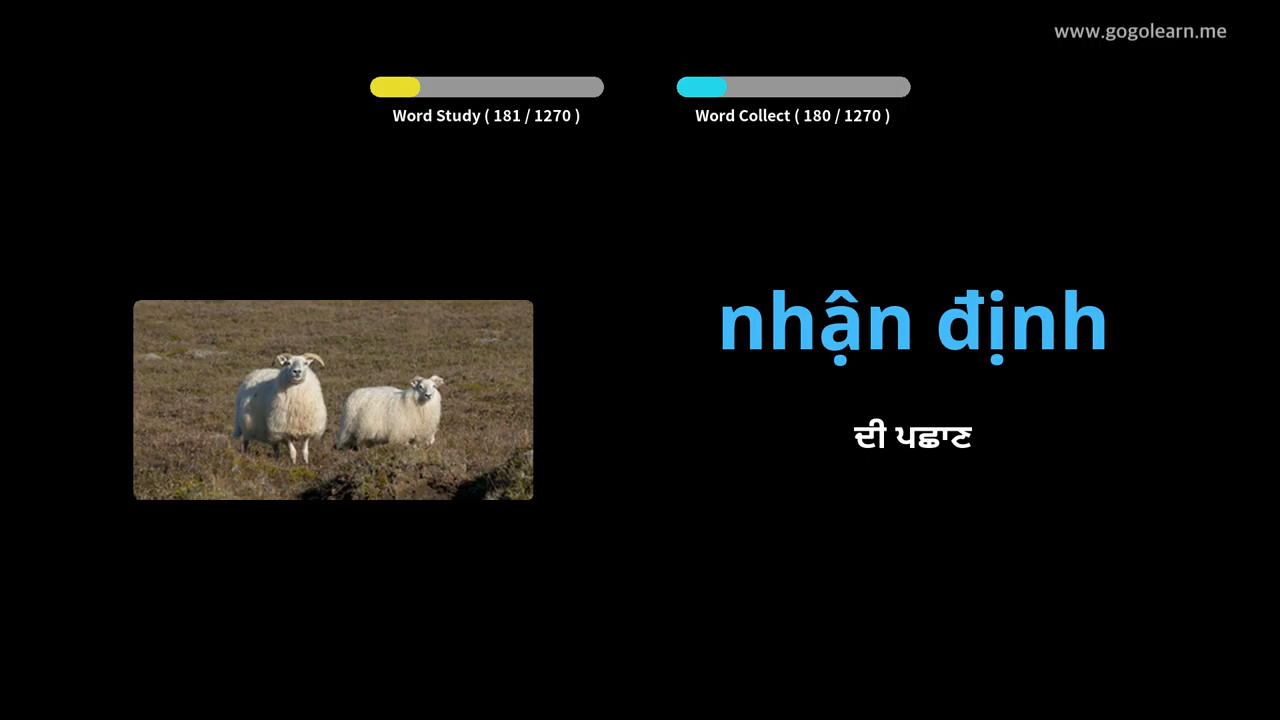 www.gogolearn.me
Word Study ( 181 / 1270 )
Word Collect ( 180 / 1270 )
nhận định
ਦੀ ਪਛਾਣ